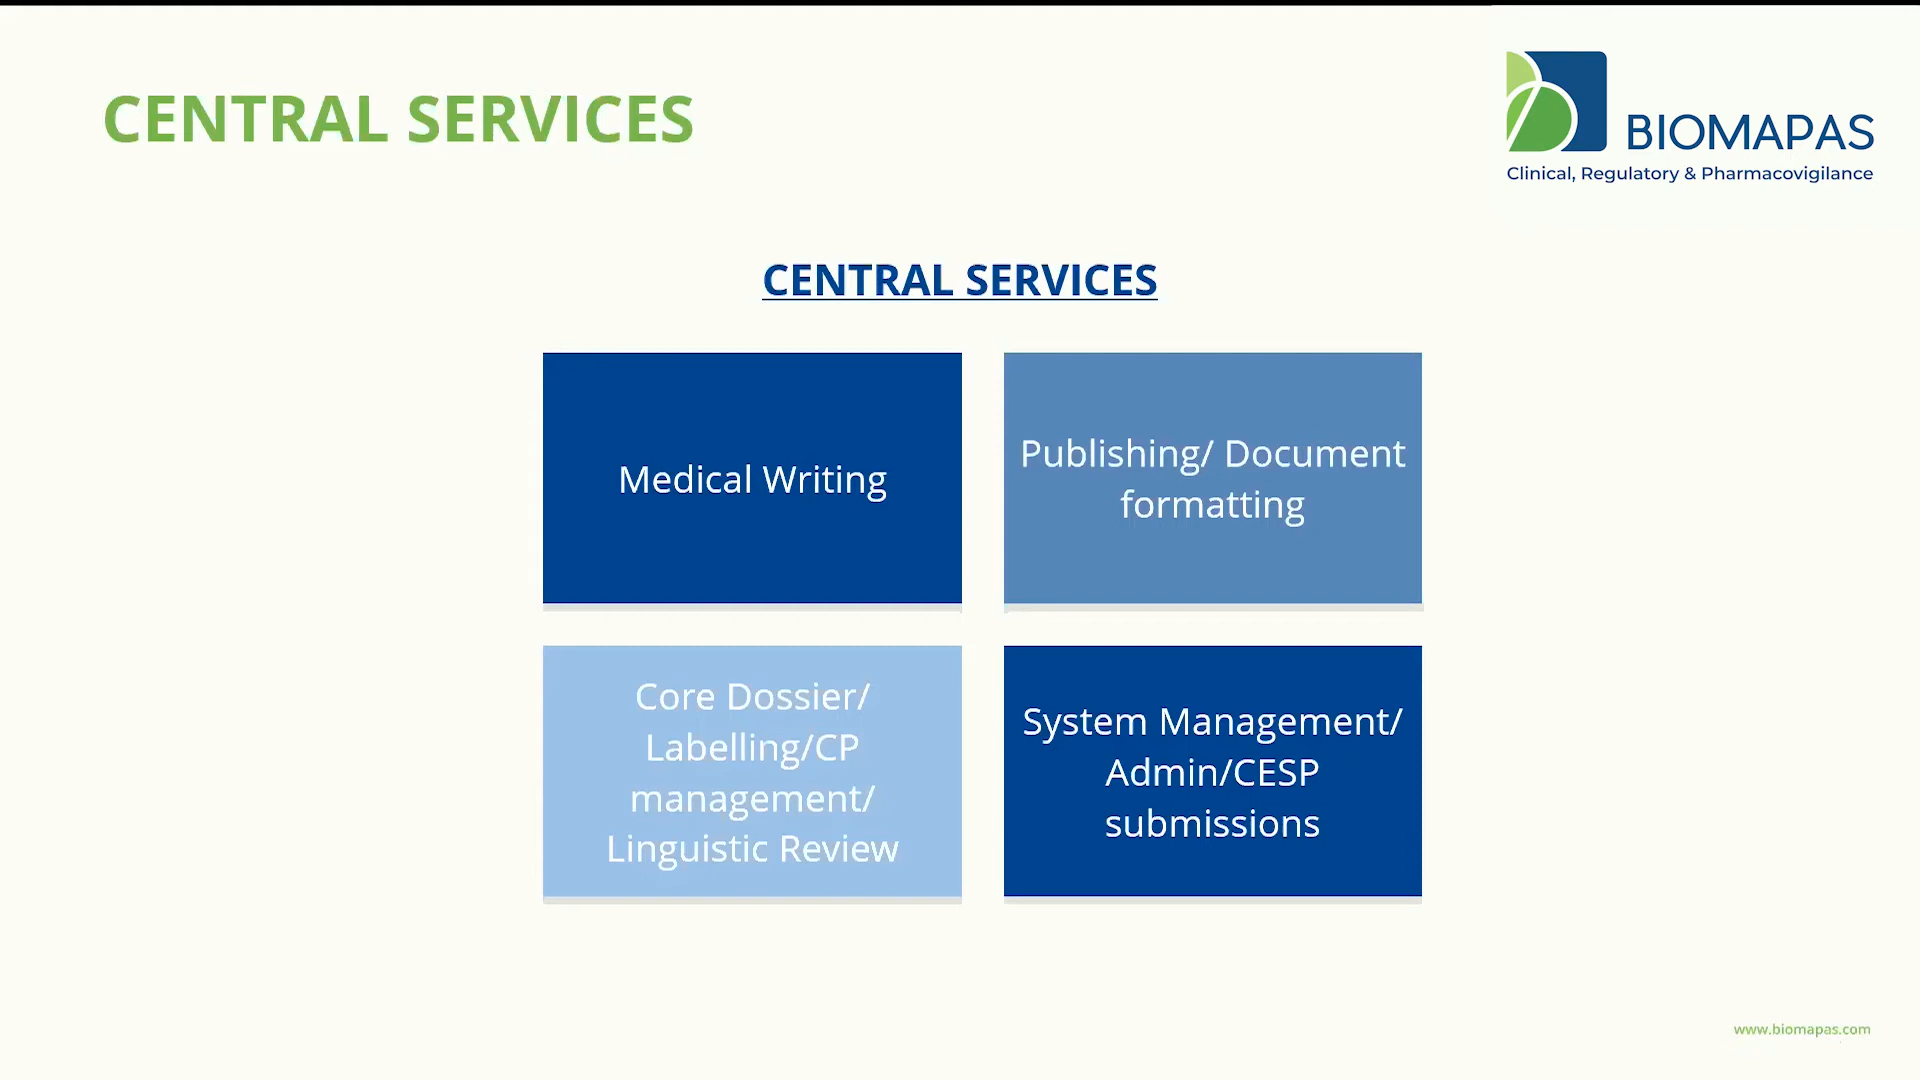 CENTRAL SERVICES
BIOMAPAS
Clinical, Regulatory & Pharmacovigilance
CENTRAL SERVICES
Medical Writing
Publishing/ Document
formatting
Core Dossier/
Labelling/CP
management/
Linguistic Review
System Management/
Admin/CESP
submissions
www.biomapas.com